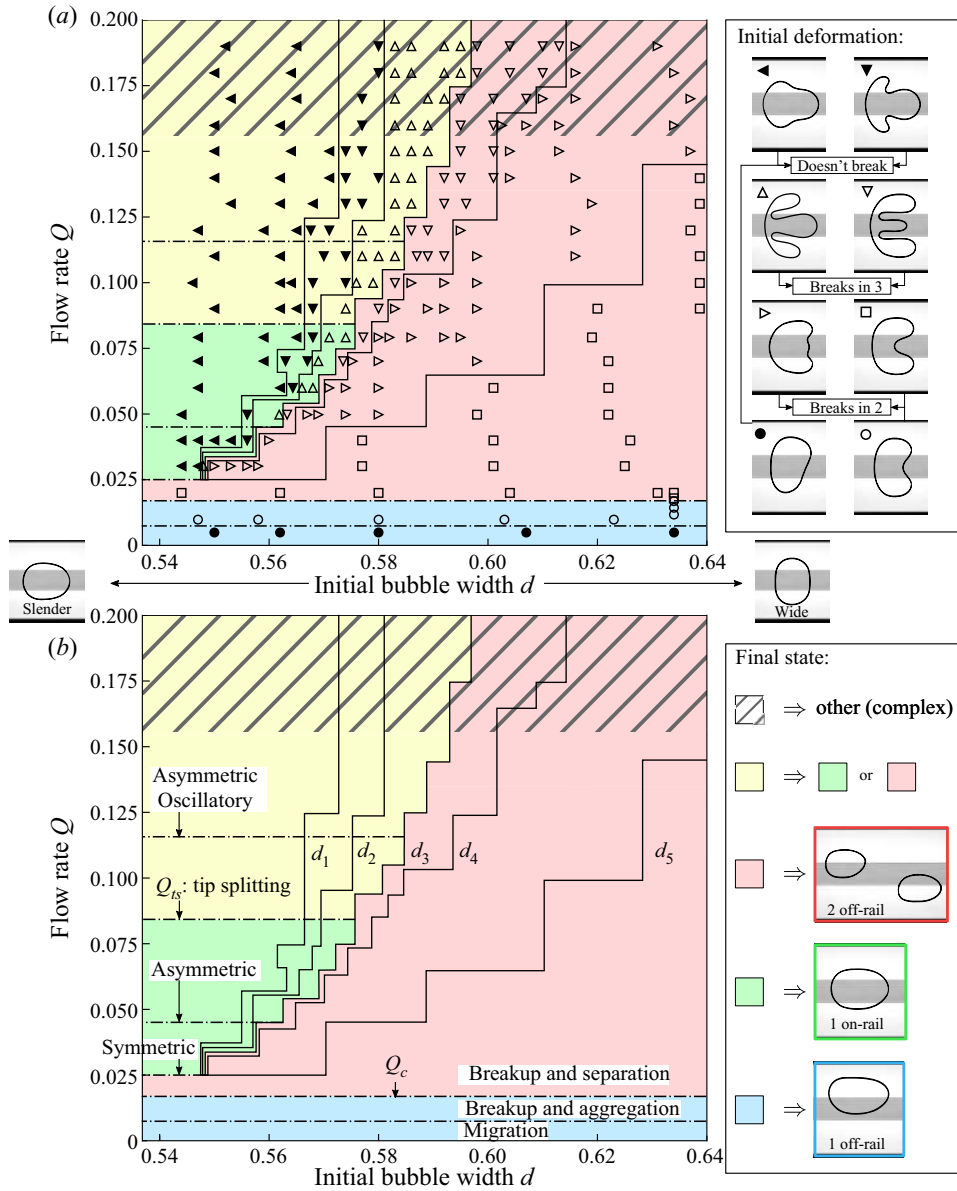 (a)
0.200
0.175
0.150
0.125
0.100
0.075
0.050
0.025
0
Flow rate Q
0.54 0.56 0.58 0.60 0.62 0.64
Initial bubble width d
Slender
Wide
Initial deformation:
Doesn't break
Breaks in 3
Breaks in 2
(b)
0.200
0.175
0.150
0.125
0.100
0.075
0.050
0.025
0
Flow rate Q
Asymmetric
Oscillatory
d1 d2 d3 d4 d5
Qts: tip splitting
Asymmetric
Symmetric
Qc
Breakup and separation
Breakup and aggregation
Migration
0.54 0.56 0.58 0.60 0.62 0.64
Initial bubble width d
Final state:
⇒ other (complex)
⇒ or
⇒
2 off-rail
⇒
1 on-rail
⇒
1 off-rail